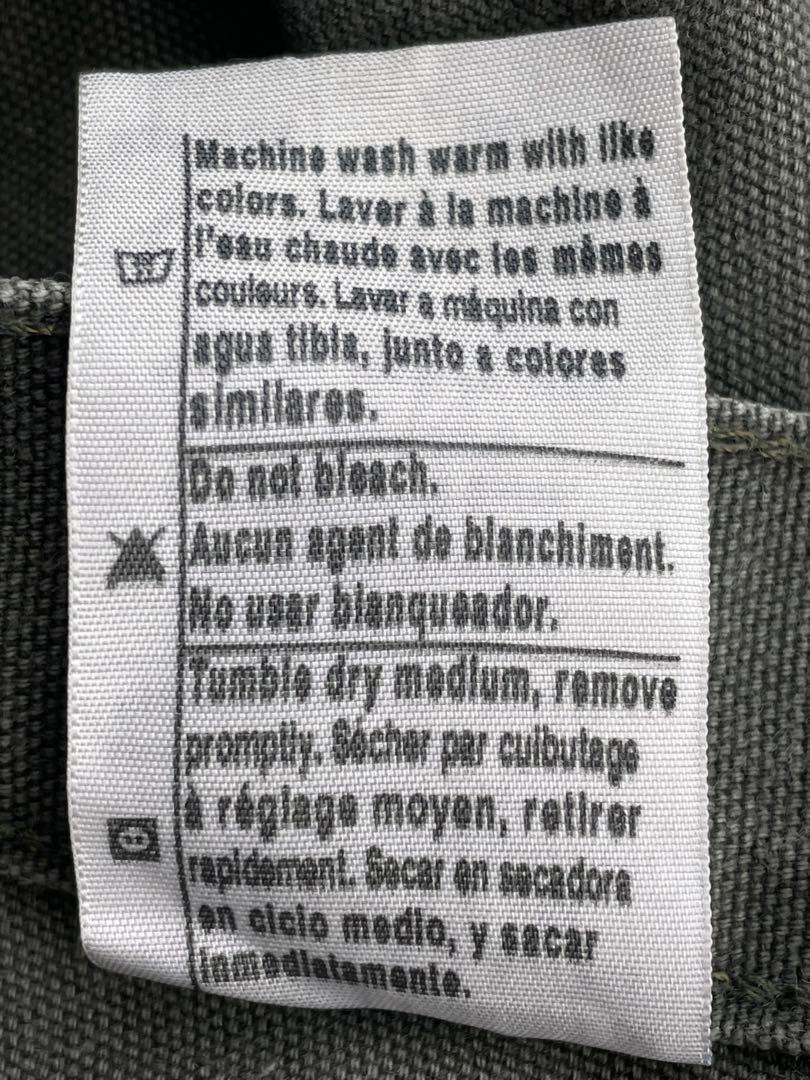 Machine wash warm with like
colors. Laver à la machine à
l'eau chaude avec les mêmes
couleurs. Lavar a máquina con
agua tibia, junto a colores
similares.
Do not bleach.
Aucun agent de blanchiment.
No usar blanqueador.
Tumble dry medium, remove
promptly. Sécher par culbutage
à réglage moyen, retirer
rapidement. Secar en secadora
en ciclo medio, y sacar
inmediatamente.